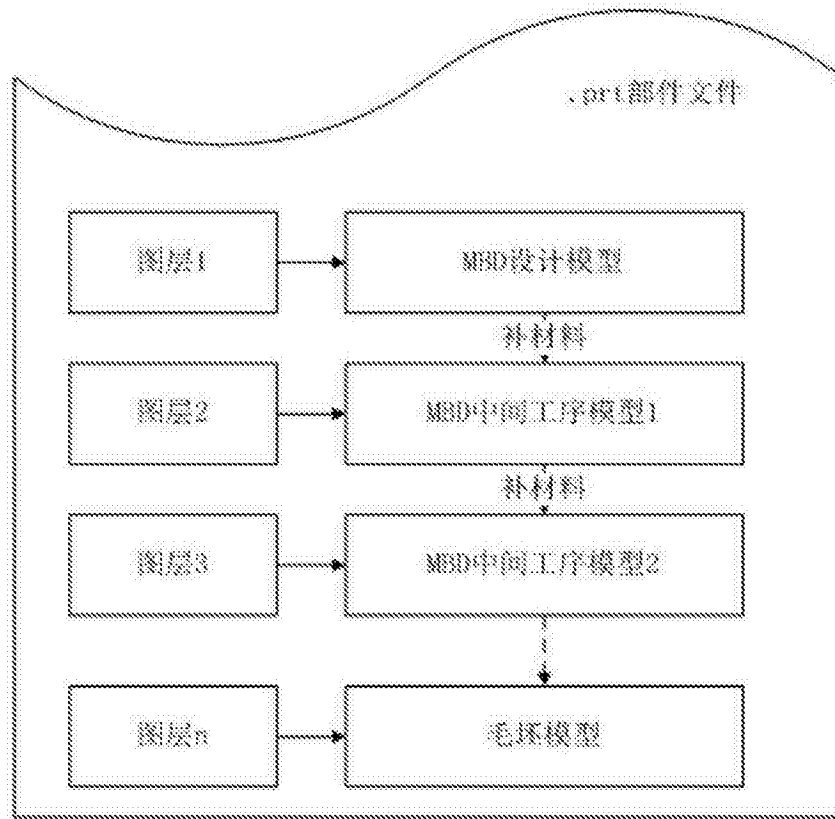 .prt部件文件
图层1
MBD设计模型
补材料
图层2
MBD中间工序模型1
补材料
图层3
MBD中间工序模型2
图层n
毛坯模型